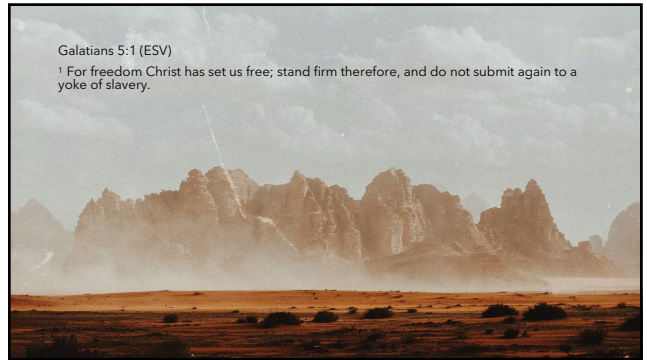 Galatians 5:1 (ESV)
¹ For freedom Christ has set us free; stand firm therefore, and do not submit again to a
yoke of slavery.